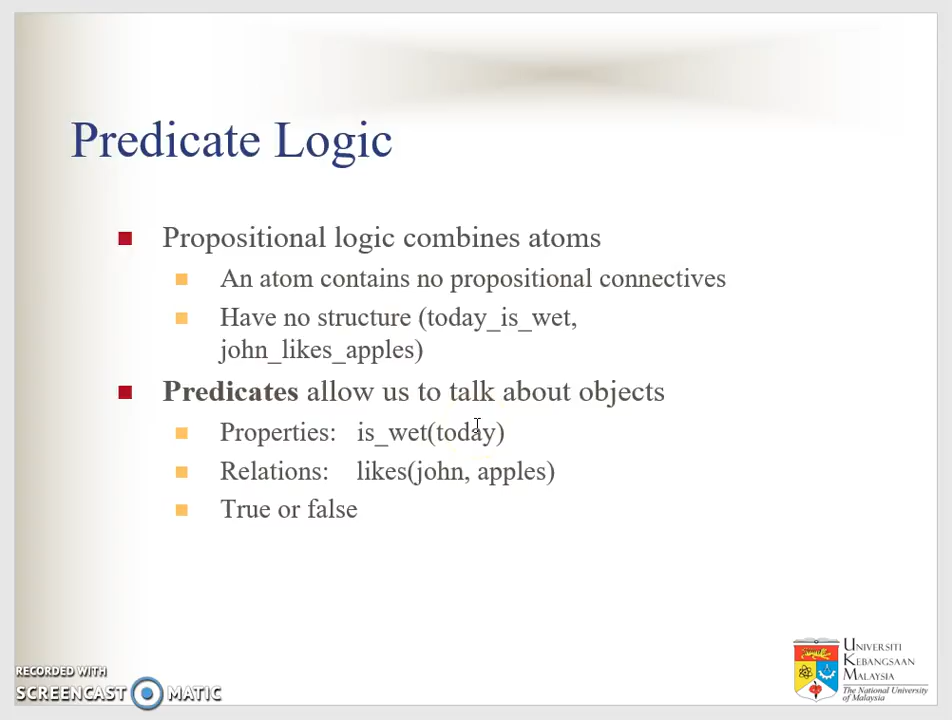 Predicate Logic
Propositional logic combines atoms
An atom contains no propositional connectives
Have no structure (today_is_wet,
john_likes_apples)
Predicates allow us to talk about objects
Properties: is_wet(today)
Relations: likes(john, apples)
True or false
UNIVERSITI
KEBANGSAAN
MALAYSIA
The National University
of Malaysia
RECORDED WITH
SCREENCAST MATIC